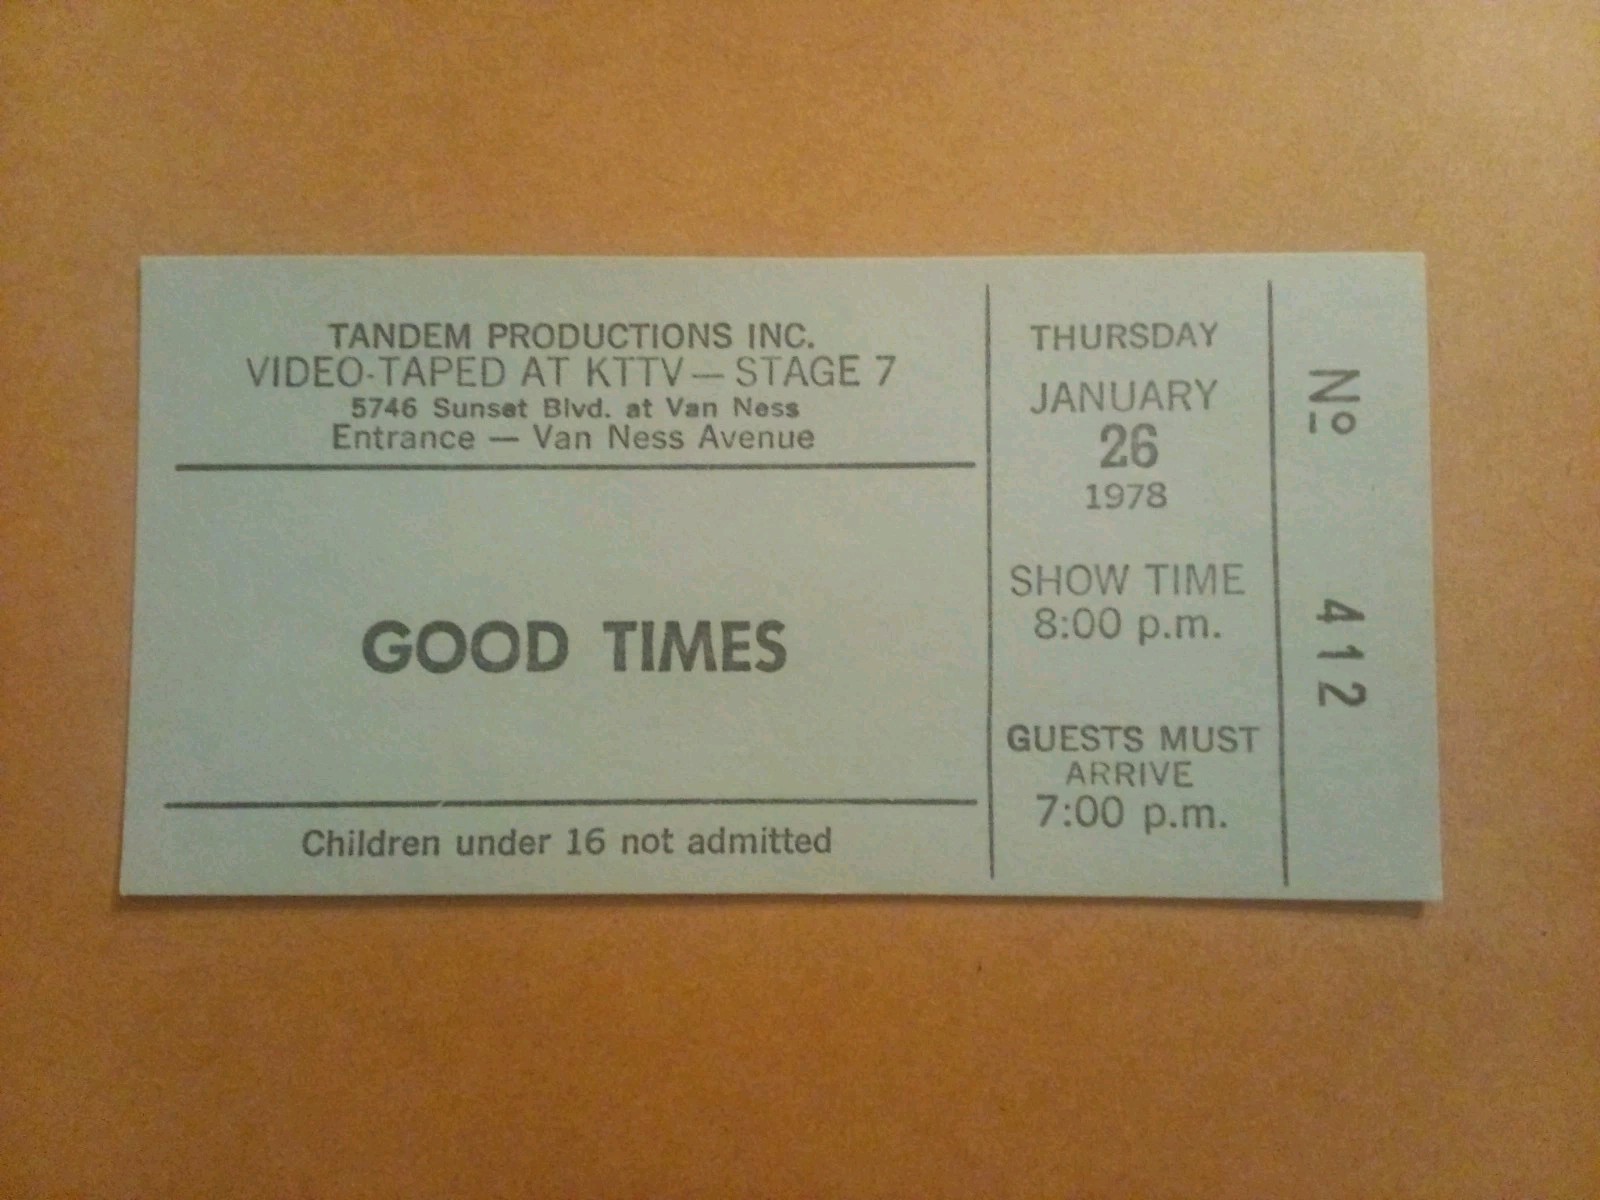 TANDEM PRODUCTIONS INC.
VIDEO-TAPED AT KTTV — STAGE 7
5746 Sunset Blvd. at Van Ness
Entrance — Van Ness Avenue
GOOD TIMES
Children under 16 not admitted
THURSDAY
JANUARY
26
1978
SHOW TIME
8:00 p.m.
GUESTS MUST
ARRIVE
7:00 p.m.
Nº 412